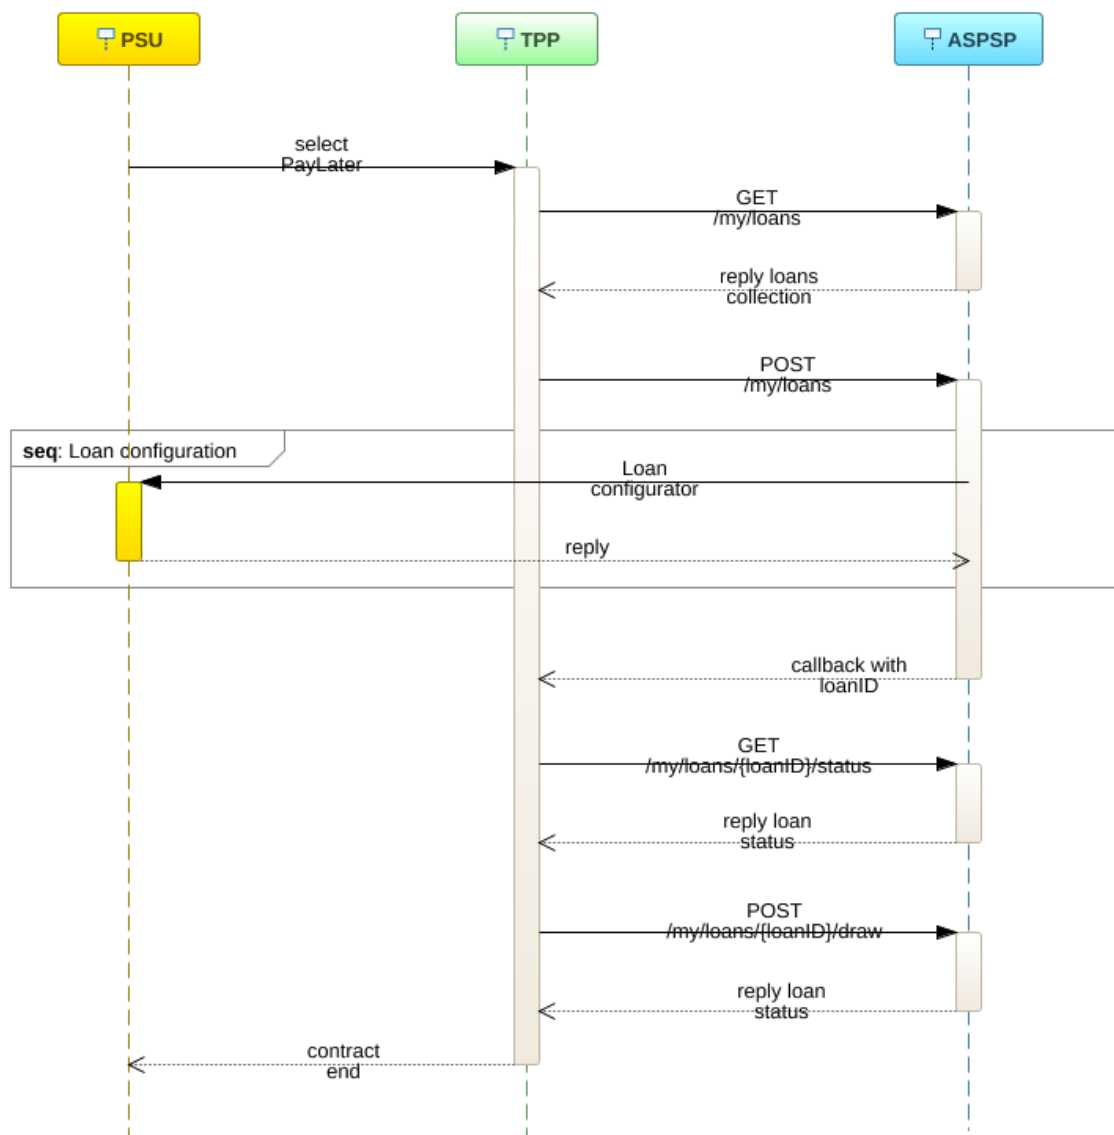 PSU
TPP
ASPSP
select
PayLater
GET
/my/loans
reply loans
collection
POST
/my/loans
seq: Loan configuration
Loan
configurator
reply
callback with
loanID
GET
/my/loans/{loanID}/status
reply loan
status
POST
/my/loans/{loanID}/draw
reply loan
status
contract
end